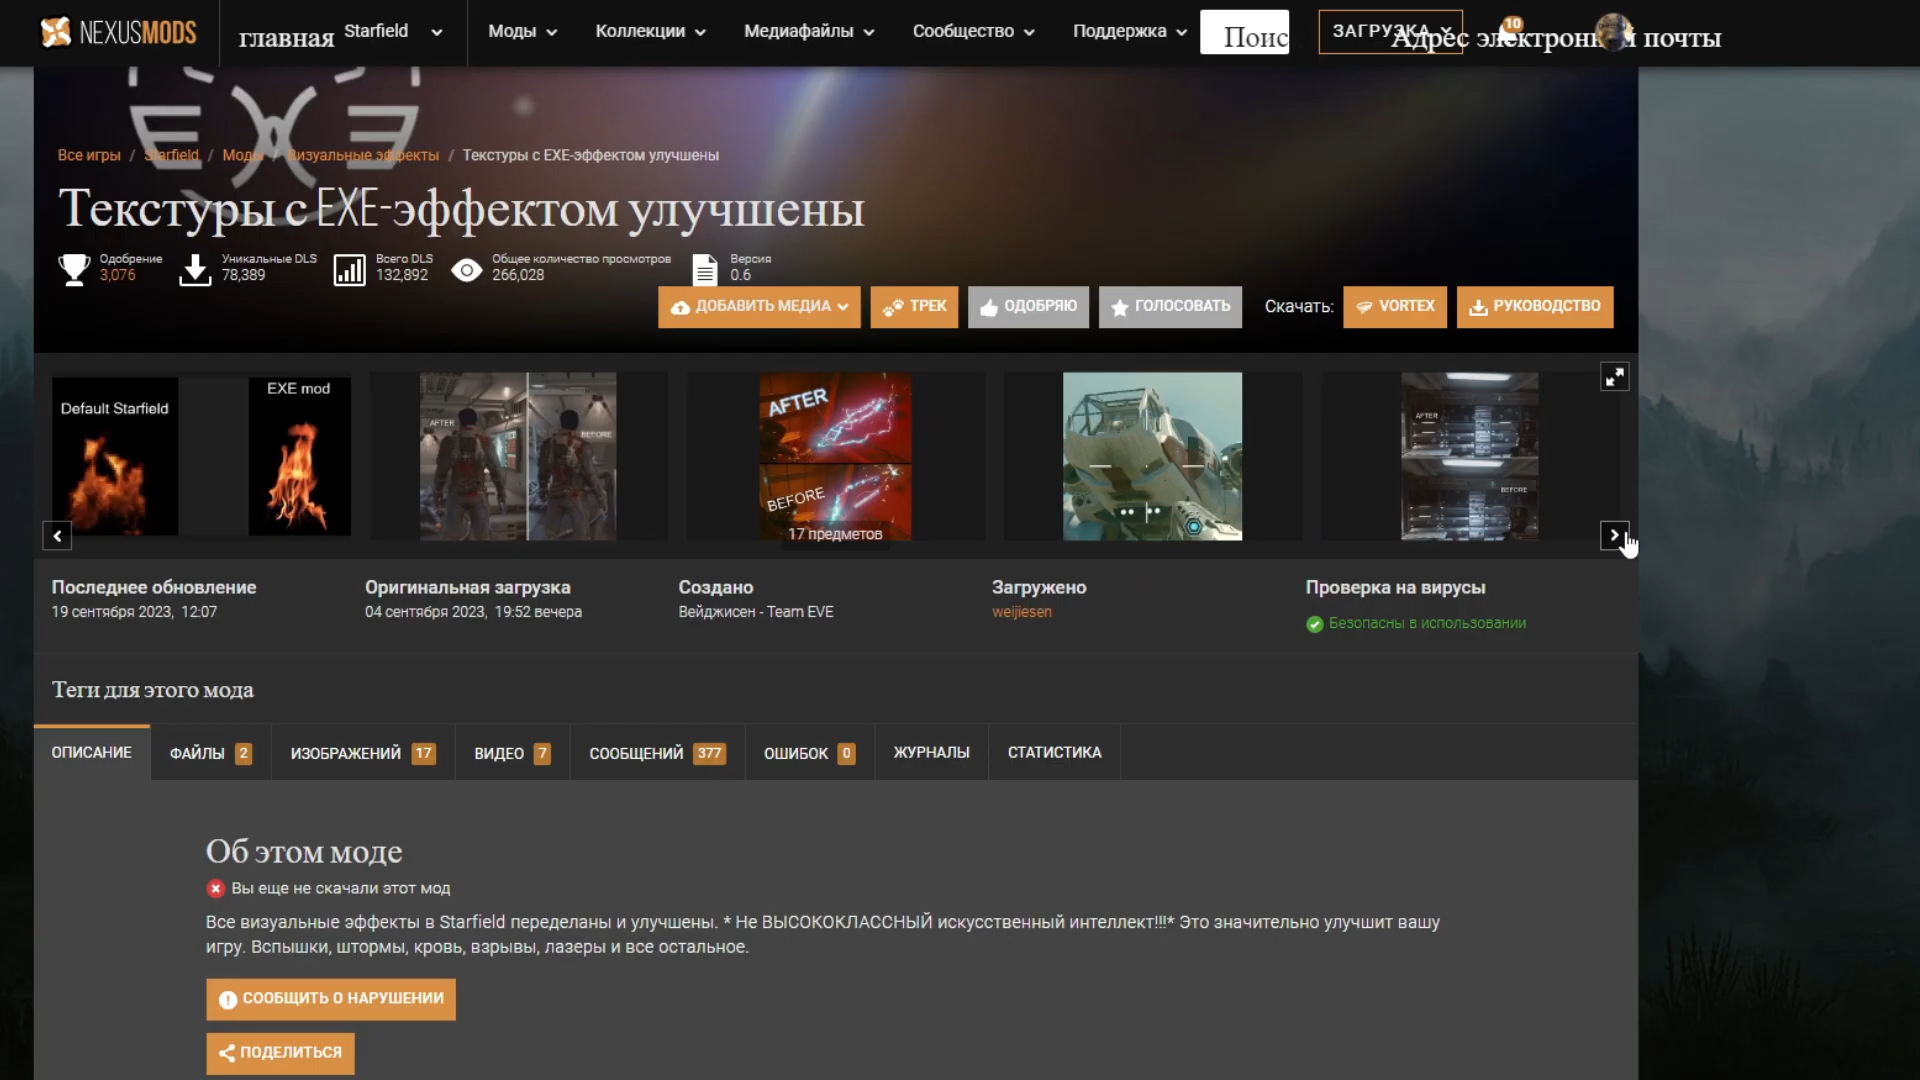 NEXUSMODS
главная
Starfield
Моды
Коллекции
Медиафайлы
Сообщество
Поддержка
Поис
ЗАГРУЗКА
10
Адрес электронной почты
Все игры / Starfield / Моды / Визуальные эффекты / Текстуры с EXE-эффектом улучшены
EXE
Текстуры с EXE-эффектом улучшены
Одобрение
3,076
Уникальные DLS
78,389
Всего DLS
132,892
Общее количество просмотров
266,028
Версия
0.6
ДОБАВИТЬ МЕДИА
ТРЕК
ОДОБРЯЮ
ГОЛОСОВАТЬ
Скачать:
VORTEX
РУКОВОДСТВО
Default Starfield
EXE mod
AFTER
BEFORE
AFTER
BEFORE
17 предметов
AFTER
BEFORE
Последнее обновление
19 сентября 2023, 12:07
Оригинальная загрузка
04 сентября 2023, 19:52 вечера
Создано
Вейджисен - Team EVE
Загружено
weijiesen
Проверка на вирусы
Безопасны в использовании
Теги для этого мода
ОПИСАНИЕ
ФАЙЛЫ 2
ИЗОБРАЖЕНИЙ 17
ВИДЕО 7
СООБЩЕНИЙ 377
ОШИБОК 0
ЖУРНАЛЫ
СТАТИСТИКА
Об этом моде
Вы еще не скачали этот мод
Все визуальные эффекты в Starfield переделаны и улучшены. * Не ВЫСОКОКЛАССНЫЙ искусственный интеллект!!!* Это значительно улучшит вашу
игру. Вспышки, штормы, кровь, взрывы, лазеры и все остальное.
СООБЩИТЬ О НАРУШЕНИИ
ПОДЕЛИТЬСЯ